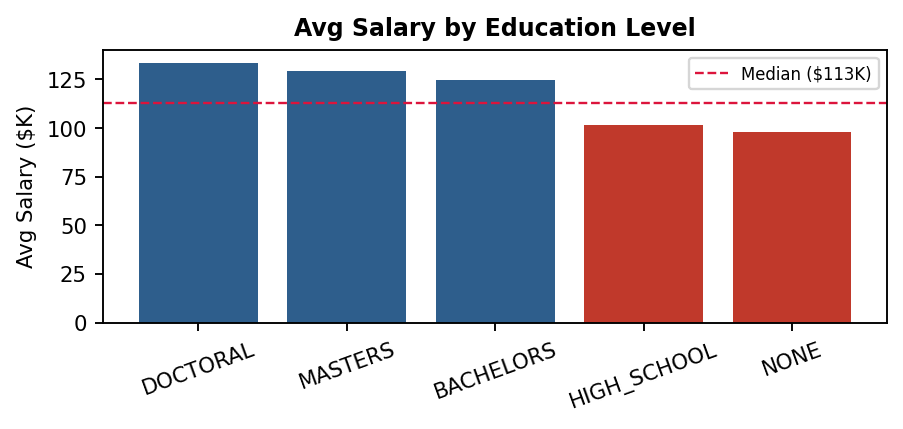 Avg Salary by Education Level
Avg Salary ($K)
125
100
75
50
25
0
Median ($113K)
DOCTORAL
MASTERS
BACHELORS
HIGH_SCHOOL
NONE